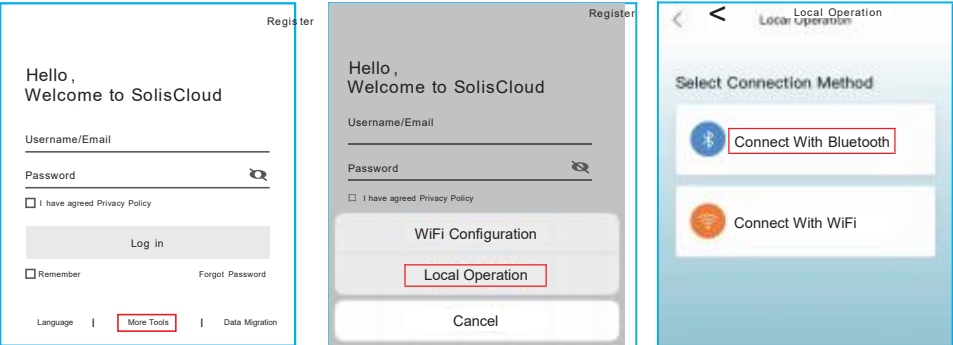 Register
Hello,
Welcome to SolisCloud
Username/Email
Password
I have agreed Privacy Policy
Log in
Remember Forgot Password
Language | More Tools | Data Migration
Register
Hello,
Welcome to SolisCloud
Username/Email
Password
I have agreed Privacy Policy
WiFi Configuration
Local Operation
Cancel
< Local Operation
Local Operation
Select Connection Method
Connect With Bluetooth
Connect With WiFi